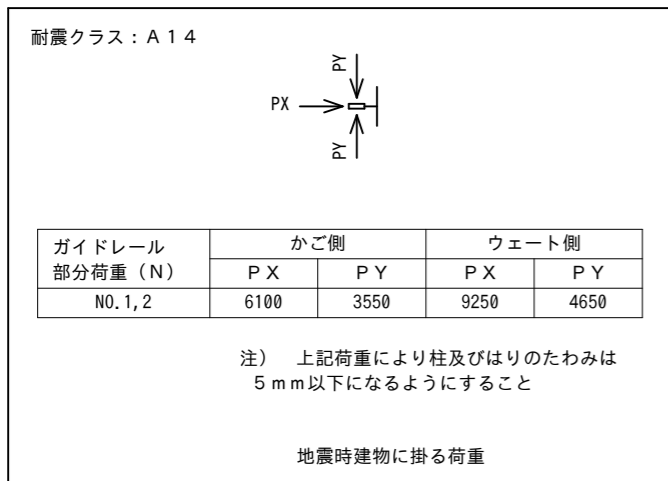 耐震クラス：Ａ１４
PY
PX
PY
ガイドレール
部分荷重（Ｎ）
かご側
ウェート側
ＰＸ
ＰＹ
ＰＸ
ＰＹ
NO.1,2
6100
3550
9250
4650
注）　上記荷重により柱及びはりのたわみは
５ｍｍ以下になるようにすること
地震時建物に掛る荷重